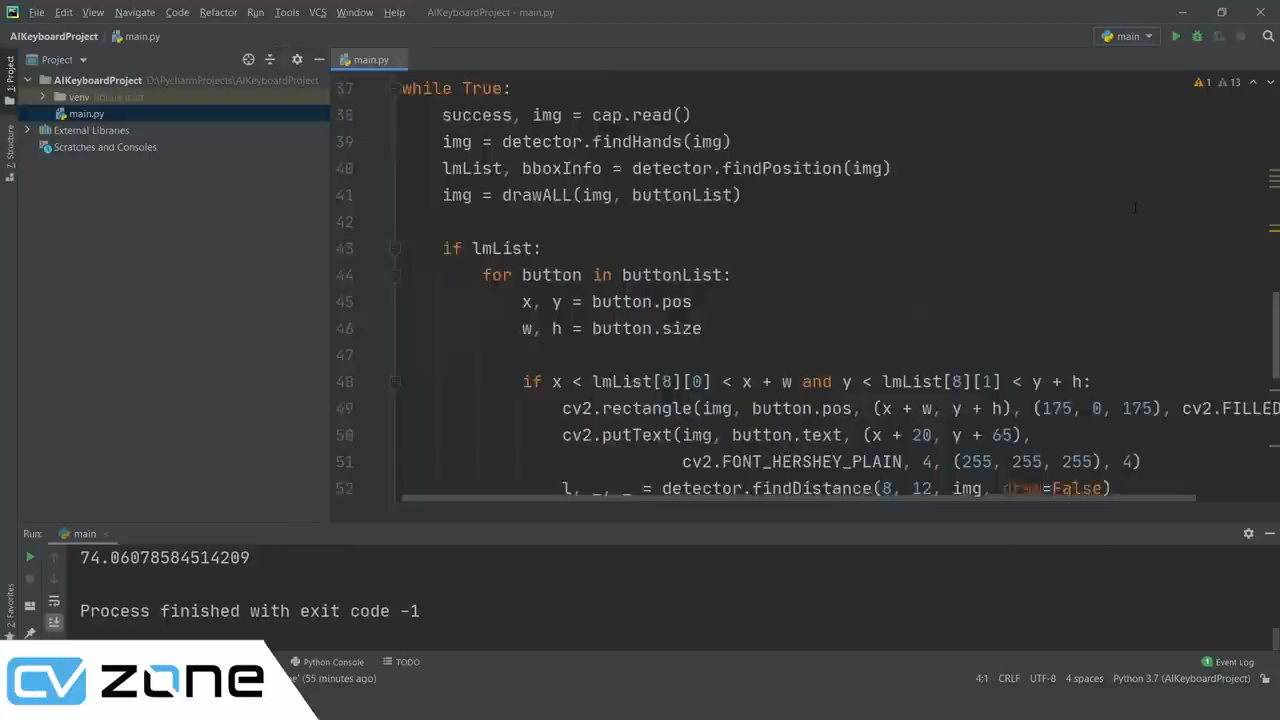 File Edit View Navigate Code Refactor Run Tools VCS Window Help AIKeyboardProject - main.py
AIKeyboardProject main.py
main
Project
main.py
1: Project
AIKeyboardProject D:\PycharmProjects\AIKeyboardProject
venv
main.py
External Libraries
Scratches and Consoles
Z: Structure
1 13
37 while True:
38 success, img = cap.read()
39 img = detector.findHands(img)
40 lmList, bboxInfo = detector.findPosition(img)
41 img = drawALL(img, buttonList)
42
43 if lmList:
44 for button in buttonList:
45 x, y = button.pos
46 w, h = button.size
47
48 if x < lmList[8][0] < x + w and y < lmList[8][1] < y + h:
49 cv2.rectangle(img, button.pos, (x + w, y + h), (175, 0, 175), cv2.FILLED
50 cv2.putText(img, button.text, (x + 20, y + 65),
51 cv2.FONT_HERSHEY_PLAIN, 4, (255, 255, 255), 4)
52 l, _, _ = detector.findDistance(8, 12, img, draw=False)
Run: main
74.06078584514209
Process finished with exit code -1
2: Favorites
Python Console TODO
Event Log
(55 minutes ago)
4:1 CRLF UTF-8 4 spaces Python 3.7 (AIKeyboardProject)
CV ZONE